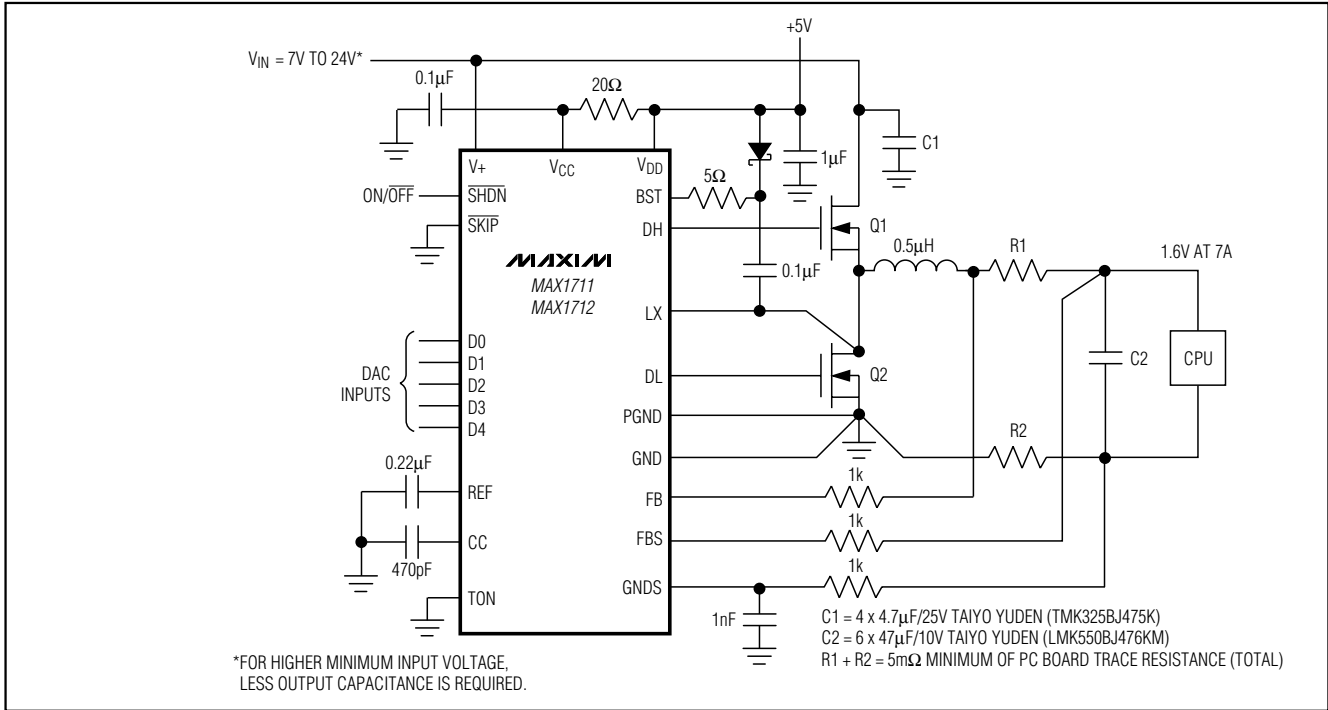 +5V
VIN = 7V TO 24V*
0.1µF
20Ω
C1
1µF
V+
VCC
VDD
5Ω
ON/OFF
SHDN
BST
SKIP
DH
Q1
0.5µH
R1
1.6V AT 7A
MAXIM
MAX1711
MAX1712
0.1µF
LX
D0
D1
D2
D3
D4
DAC
INPUTS
DL
Q2
C2
CPU
PGND
R2
GND
0.22µF
REF
1k
FB
1k
FBS
CC
470pF
1k
GNDS
TON
1nF
C1 = 4 x 4.7µF/25V TAIYO YUDEN (TMK325BJ475K)
C2 = 6 x 47µF/10V TAIYO YUDEN (LMK550BJ476KM)
R1 + R2 = 5mΩ MINIMUM OF PC BOARD TRACE RESISTANCE (TOTAL)
*FOR HIGHER MINIMUM INPUT VOLTAGE,
LESS OUTPUT CAPACITANCE IS REQUIRED.